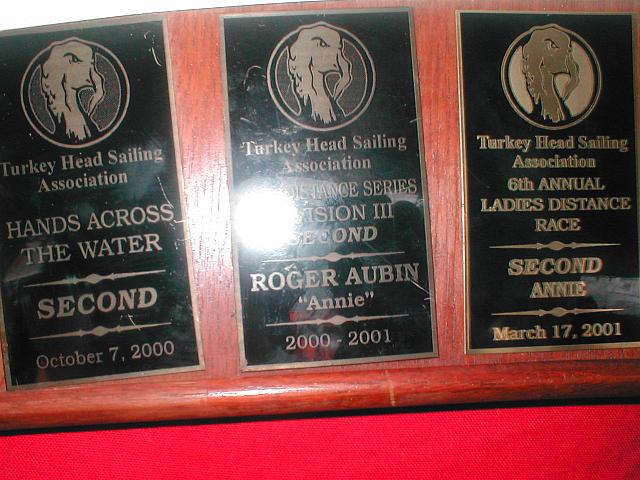 Turkey Head Sailing
Association
HANDS ACROSS
THE WATER
SECOND
October 7, 2000
Turkey Head Sailing
Association
DISTANCE SERIES
DIVISION III
SECOND
ROGER AUBIN
"Annie"
2000 - 2001
Turkey Head Sailing
Association
6th ANNUAL
LADIES DISTANCE
RACE
SECOND
ANNIE
March 17, 2001